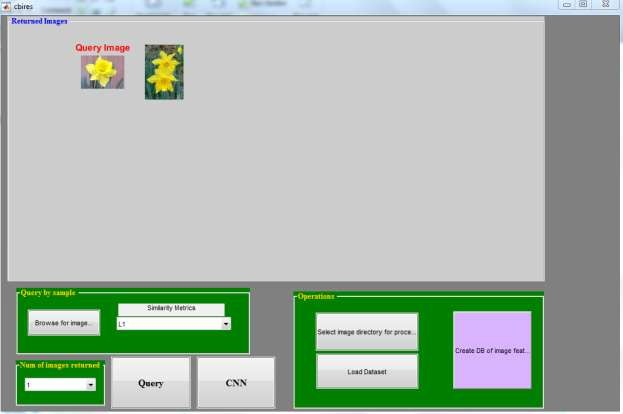 cbires
Returned Images
Query Image
Query by sample
Browse for image...
Similarity Metrics
L1
Num of images returned
1
Query
CNN
Operations
Select image directory for proce...
Load Dataset
Create DB of image feat...